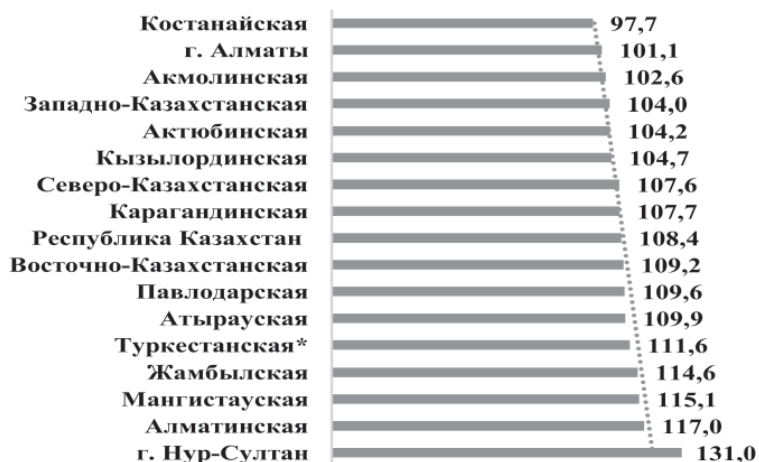 Костанайская 97,7
г. Алматы 101,1
Акмолинская 102,6
Западно-Казахстанская 104,0
Актюбинская 104,2
Кызылординская 104,7
Северо-Казахстанская 107,6
Карагандинская 107,7
Республика Казахстан 108,4
Восточно-Казахстанская 109,2
Павлодарская 109,6
Атырауская 109,9
Туркестанская* 111,6
Жамбылская 114,6
Мангистауская 115,1
Алматинская 117,0
г. Нур-Султан 131,0